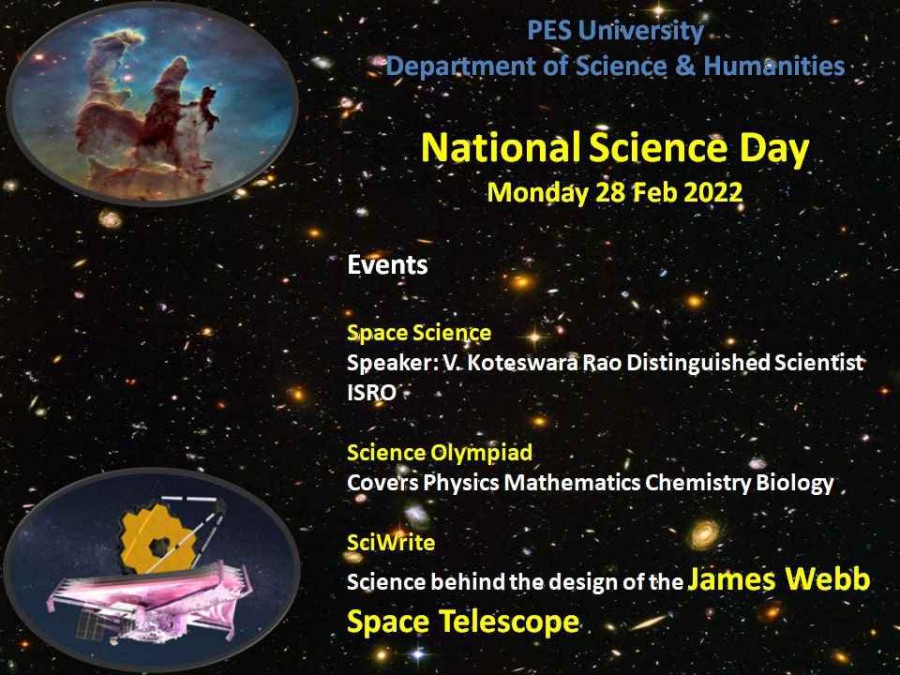 PES University
Department of Science & Humanities
National Science Day
Monday 28 Feb 2022
Events
Space Science
Speaker: V. Koteswara Rao Distinguished Scientist
ISRO
Science Olympiad
Covers Physics Mathematics Chemistry Biology
SciWrite
Science behind the design of the James Webb
Space Telescope